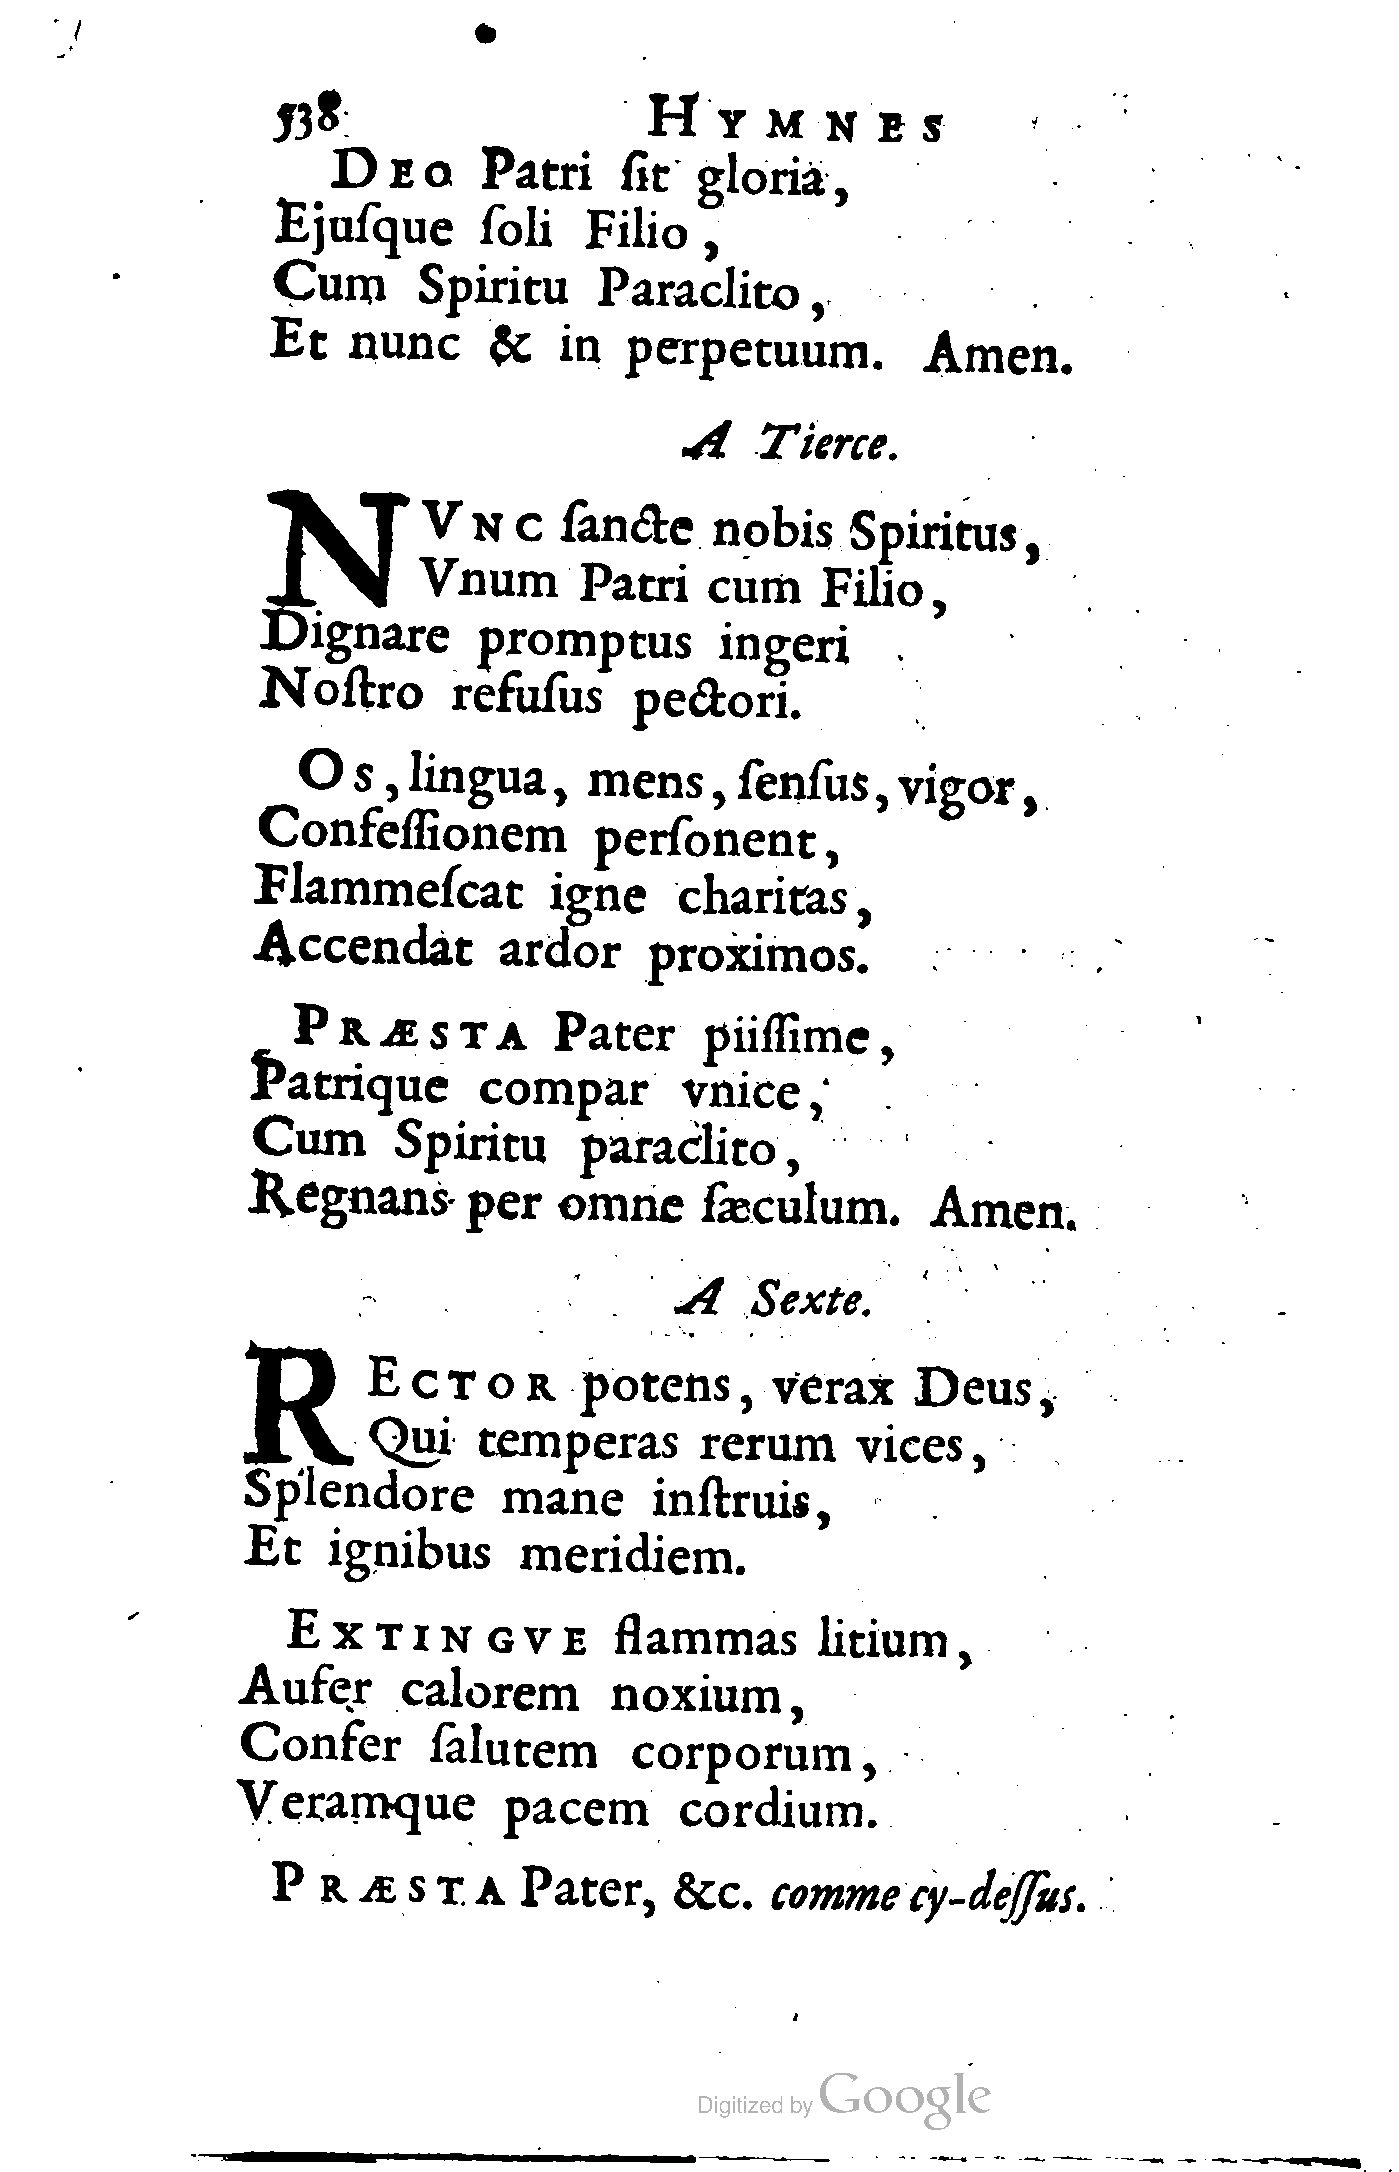 538 HYMNES
DEO Patri ſit gloria,
Ejuſque ſoli Filio,
Cum Spiritu Paraclito,
Et nunc & in perpetuum. Amen.
A Tierce.
NVNC ſancte nobis Spiritus,
Vnum Patri cum Filio,
Dignare promptus ingeri
Noſtro refuſus pectori.
Os, lingua, mens, ſenſus, vigor,
Confeſſionem perſonent,
Flammeſcat igne charitas,
Accendat ardor proximos.
PRÆSTA Pater piiſſime,
Patrique compar vnice,
Cum Spiritu paraclito,
Regnans per omne ſæculum. Amen.
A Sexte.
RECTOR potens, verax Deus,
Qui temperas rerum vices,
Splendore mane inſtruis,
Et ignibus meridiem.
EXTINGVE flammas litium,
Aufer calorem noxium,
Confer ſalutem corporum,
Veramque pacem cordium.
PRÆSTA Pater, &c. comme cy-deſſus.
Digitized by Google